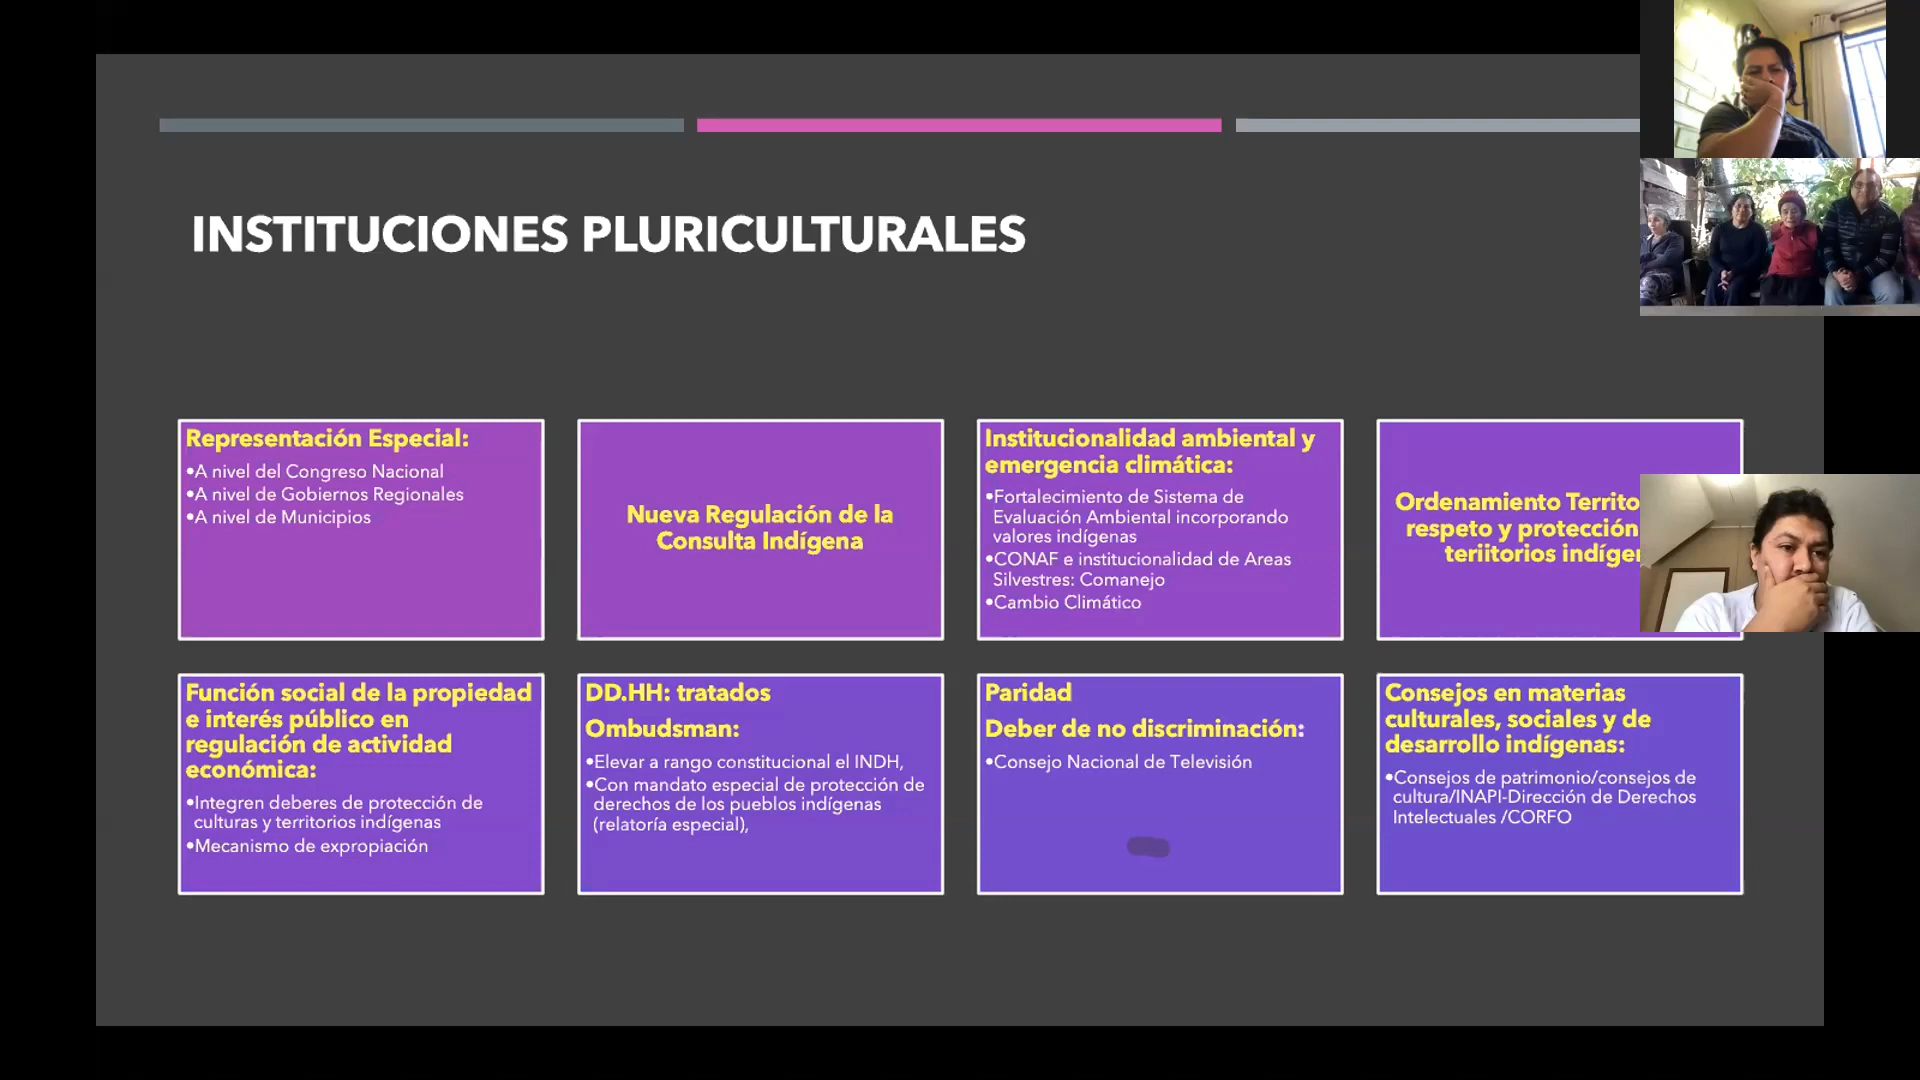 INSTITUCIONES PLURICULTURALES
Representación Especial:
•A nivel del Congreso Nacional
•A nivel de Gobiernos Regionales
•A nivel de Municipios
Nueva Regulación de la
Consulta Indígena
Institucionalidad ambiental y
emergencia climática:
•Fortalecimiento de Sistema de
Evaluación Ambiental incorporando
valores indígenas
•CONAF e institucionalidad de Areas
Silvestres: Comanejo
•Cambio Climático
Ordenamiento
respeto y protección
teriitorios
Función social de la propiedad
e interés público en
regulación de actividad
económica:
•Integren deberes de protección de
culturas y territorios indígenas
•Mecanismo de expropiación
DD.HH: tratados
Ombudsman:
•Elevar a rango constitucional el INDH,
•Con mandato especial de protección de
derechos de los pueblos indígenas
(relatoría especial),
Paridad
Deber de no discriminación:
•Consejo Nacional de Televisión
Consejos en materias
culturales, sociales y de
desarrollo indígenas:
•Consejos de patrimonio/consejos de
cultura/INAPI-Dirección de Derechos
Intelectuales /CORFO